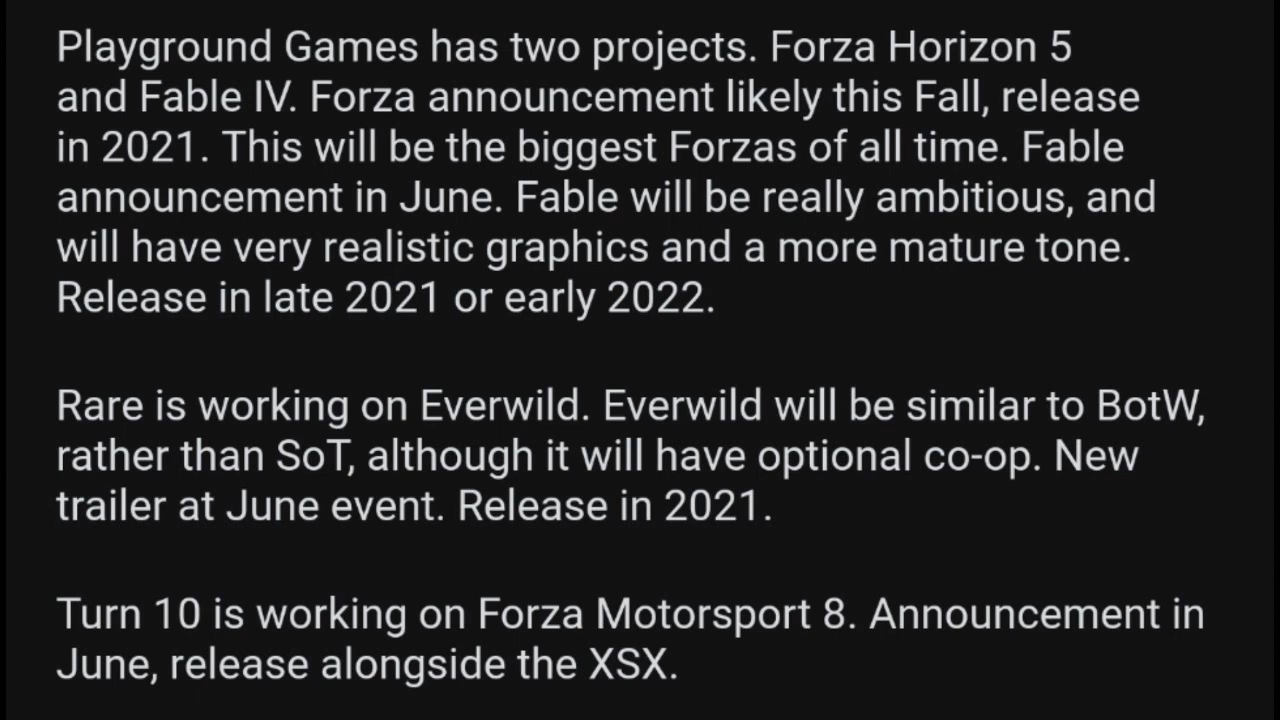 Playground Games has two projects. Forza Horizon 5
and Fable IV. Forza announcement likely this Fall, release
in 2021. This will be the biggest Forzas of all time. Fable
announcement in June. Fable will be really ambitious, and
will have very realistic graphics and a more mature tone.
Release in late 2021 or early 2022.
Rare is working on Everwild. Everwild will be similar to BotW,
rather than SoT, although it will have optional co-op. New
trailer at June event. Release in 2021.
Turn 10 is working on Forza Motorsport 8. Announcement in
June, release alongside the XSX.